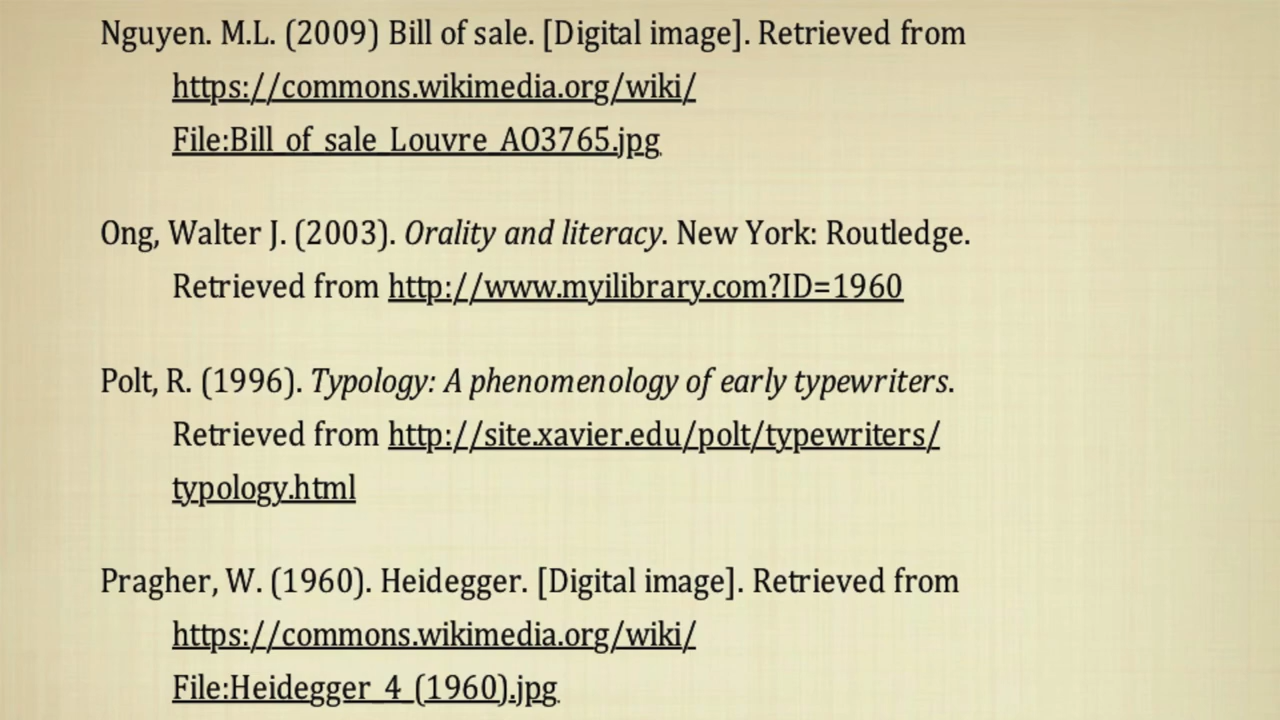 Nguyen. M.L. (2009) Bill of sale. [Digital image]. Retrieved from
https://commons.wikimedia.org/wiki/
File:Bill_of_sale_Louvre_AO3765.jpg
Ong, Walter J. (2003). Orality and literacy. New York: Routledge.
Retrieved from http://www.myilibrary.com?ID=1960
Polt, R. (1996). Typology: A phenomenology of early typewriters.
Retrieved from http://site.xavier.edu/polt/typewriters/
typology.html
Pragher, W. (1960). Heidegger. [Digital image]. Retrieved from
https://commons.wikimedia.org/wiki/
File:Heidegger_4_(1960).jpg